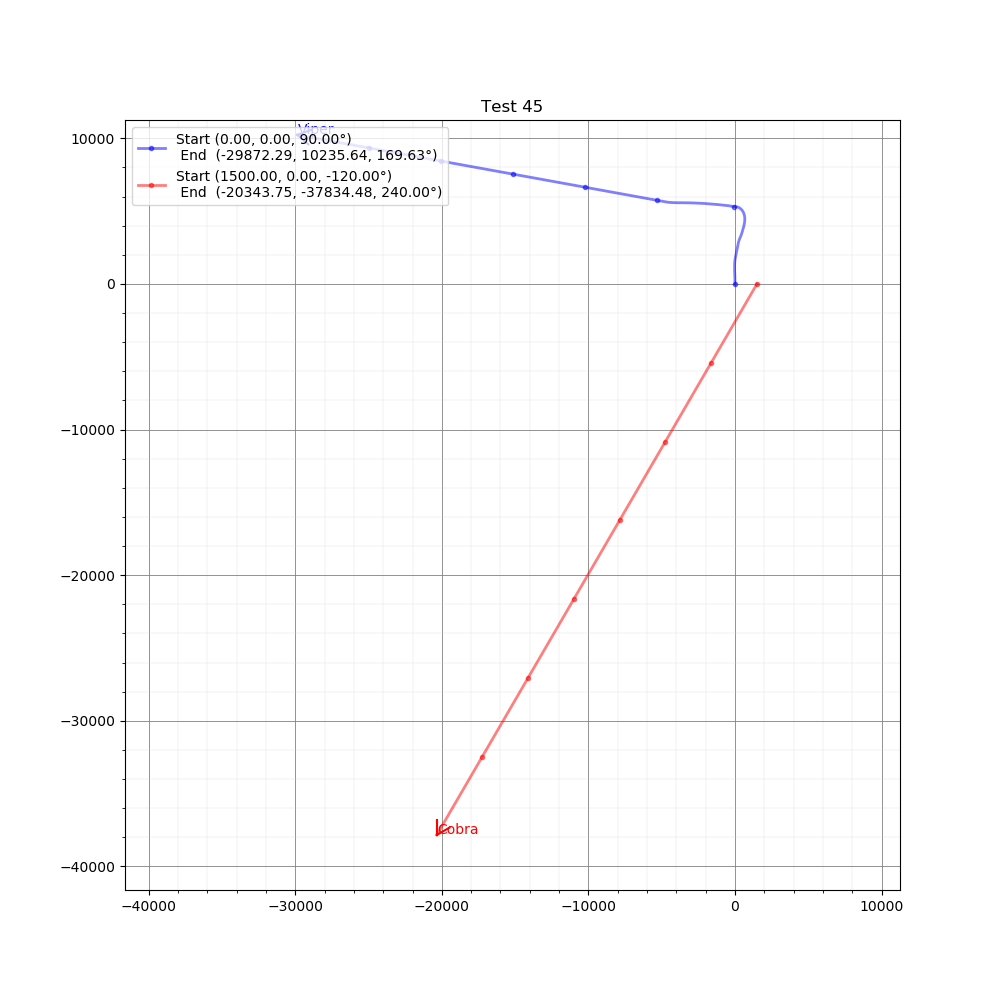 Test 45
Viper
Start (0.00, 0.00, 90.00°)
End (-29872.29, 10235.64, 169.63°)
Start (1500.00, 0.00, -120.00°)
End (-20343.75, -37834.48, 240.00°)
10000
0
−10000
−20000
−30000
−40000
Cobra
−40000
−30000
−20000
−10000
0
10000